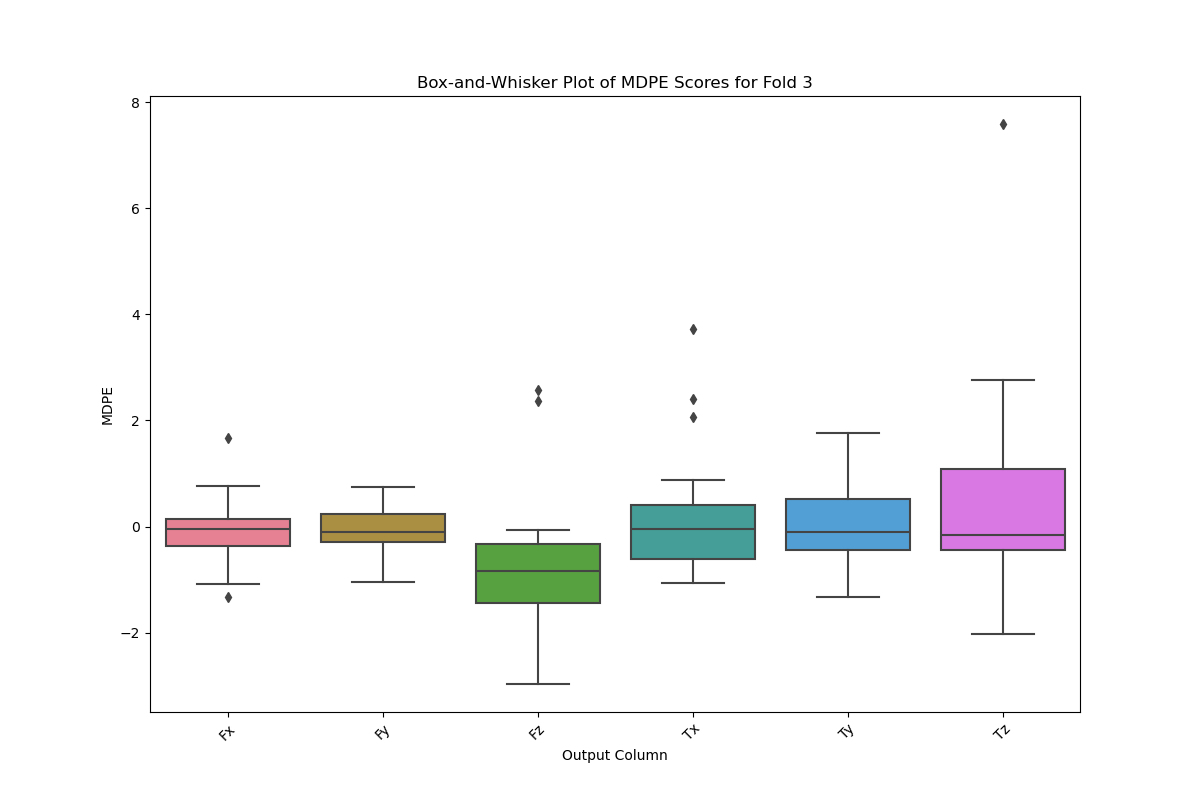 Box-and-Whisker Plot of MDPE Scores for Fold 3
8
6
4
2
0
−2
MDPE
Fx
Fy
Fz
Tx
Ty
Tz
Output Column